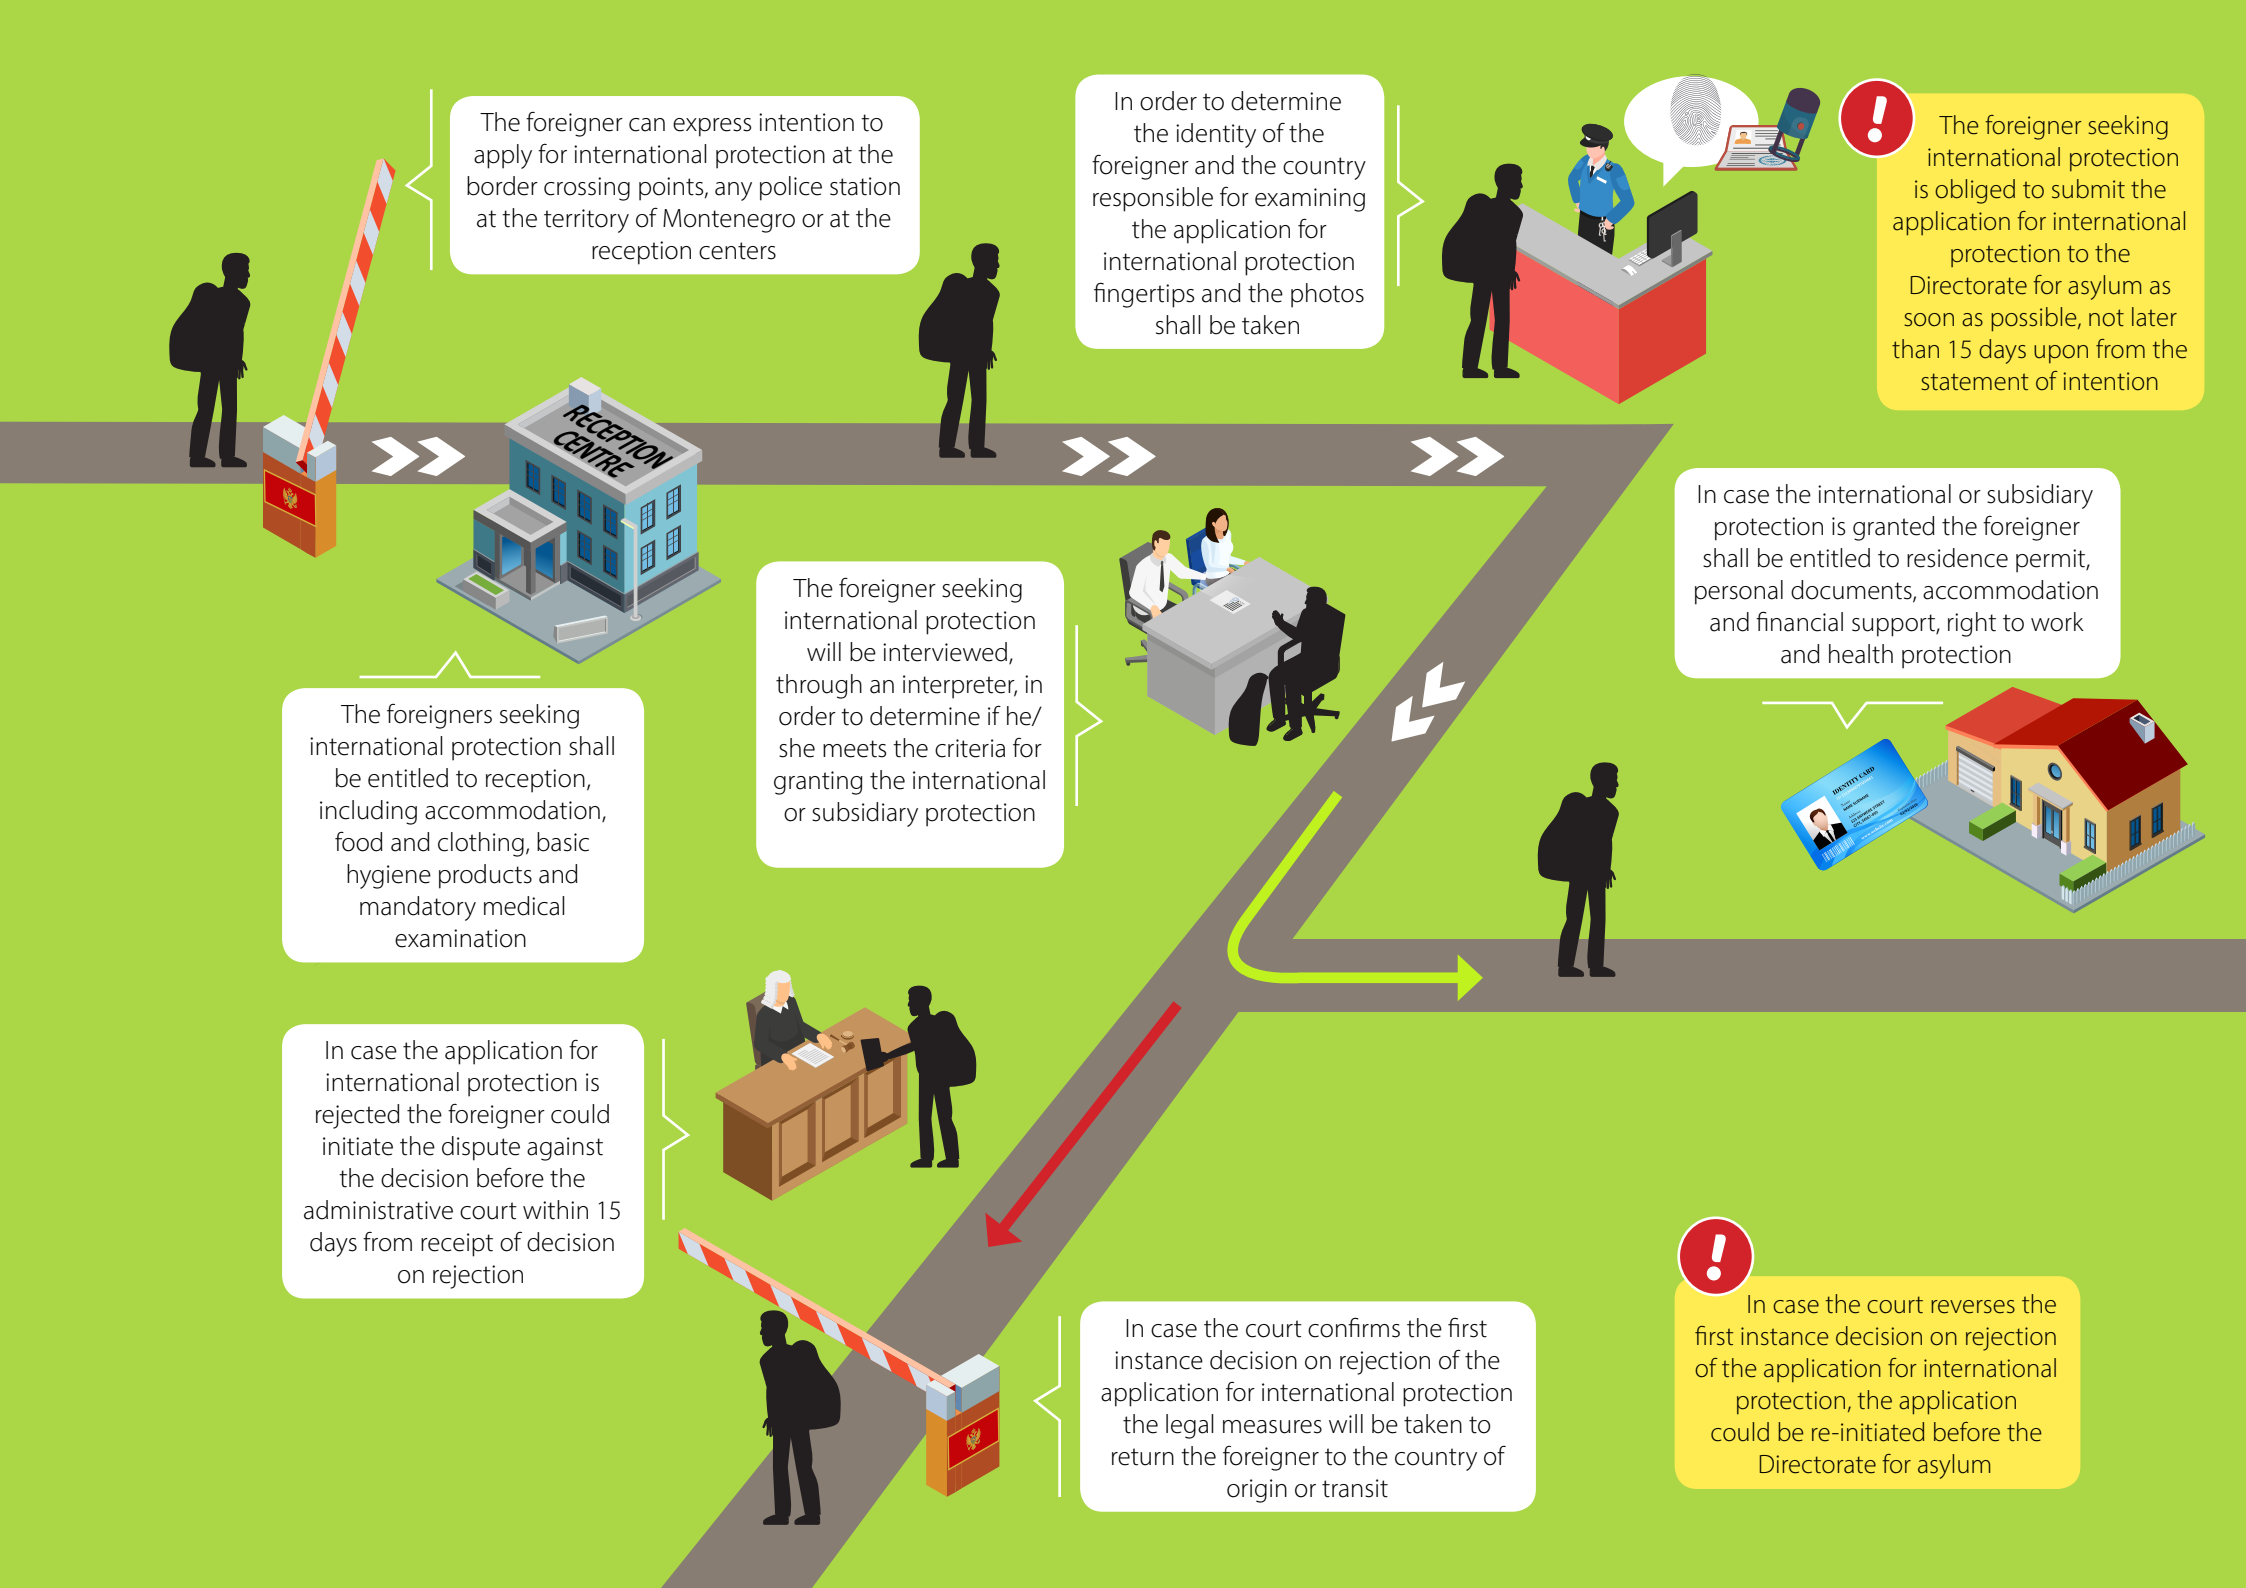 The foreigner can express intention to
apply for international protection at the
border crossing points, any police station
at the territory of Montenegro or at the
reception centers
In order to determine
the identity of the
foreigner and the country
responsible for examining
the application for
international protection
fingertips and the photos
shall be taken
!
The foreigner seeking
international protection
is obliged to submit the
application for international
protection to the
Directorate for asylum as
soon as possible, not later
than 15 days upon from the
statement of intention
RECEPTION
CENTRE
The foreigners seeking
international protection shall
be entitled to reception,
including accommodation,
food and clothing, basic
hygiene products and
mandatory medical
examination
The foreigner seeking
international protection
will be interviewed,
through an interpreter, in
order to determine if he/
she meets the criteria for
granting the international
or subsidiary protection
In case the international or subsidiary
protection is granted the foreigner
shall be entitled to residence permit,
personal documents, accommodation
and financial support, right to work
and health protection
IDENTITY CARD
In case the application for
international protection is
rejected the foreigner could
initiate the dispute against
the decision before the
administrative court within 15
days from receipt of decision
on rejection
In case the court confirms the first
instance decision on rejection of the
application for international protection
the legal measures will be taken to
return the foreigner to the country of
origin or transit
!
In case the court reverses the
first instance decision on rejection
of the application for international
protection, the application
could be re-initiated before the
Directorate for asylum